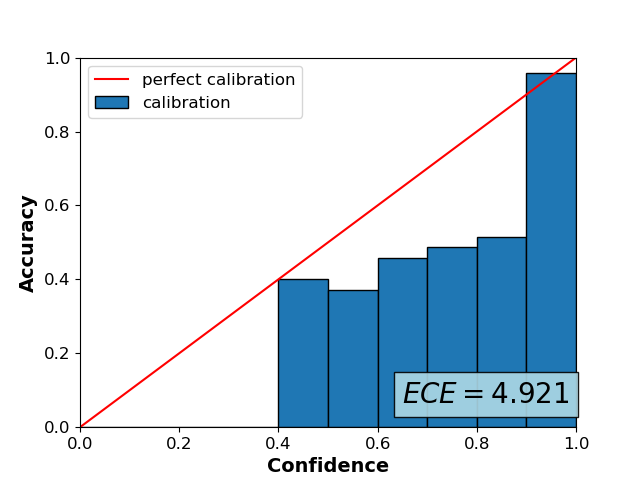 perfect calibration
calibration
Accuracy
1.0
0.8
0.6
0.4
0.2
0.0
ECE = 4.921
0.0 0.2 0.4 0.6 0.8 1.0
Confidence